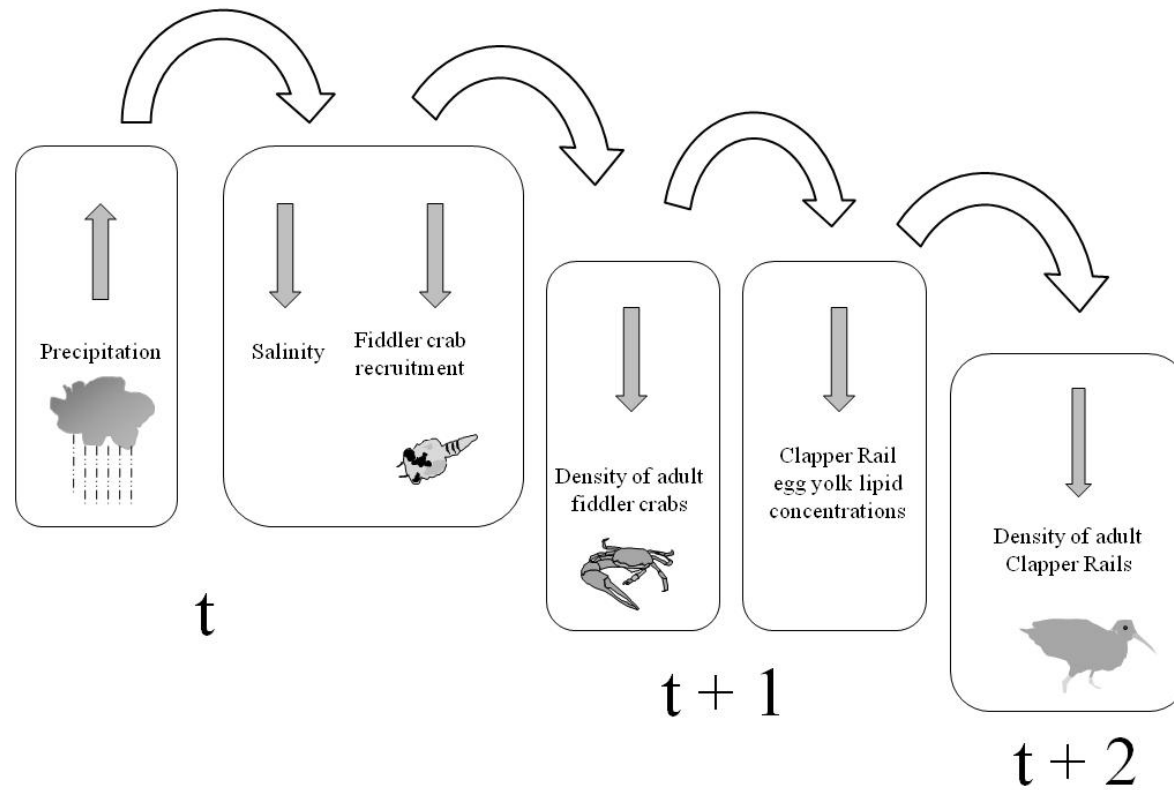 Precipitation
Salinity
Fiddler crab
recruitment
t
Density of adult
fiddler crabs
Clapper Rail
egg yolk lipid
concentrations
t + 1
Density of adult
Clapper Rails
t + 2